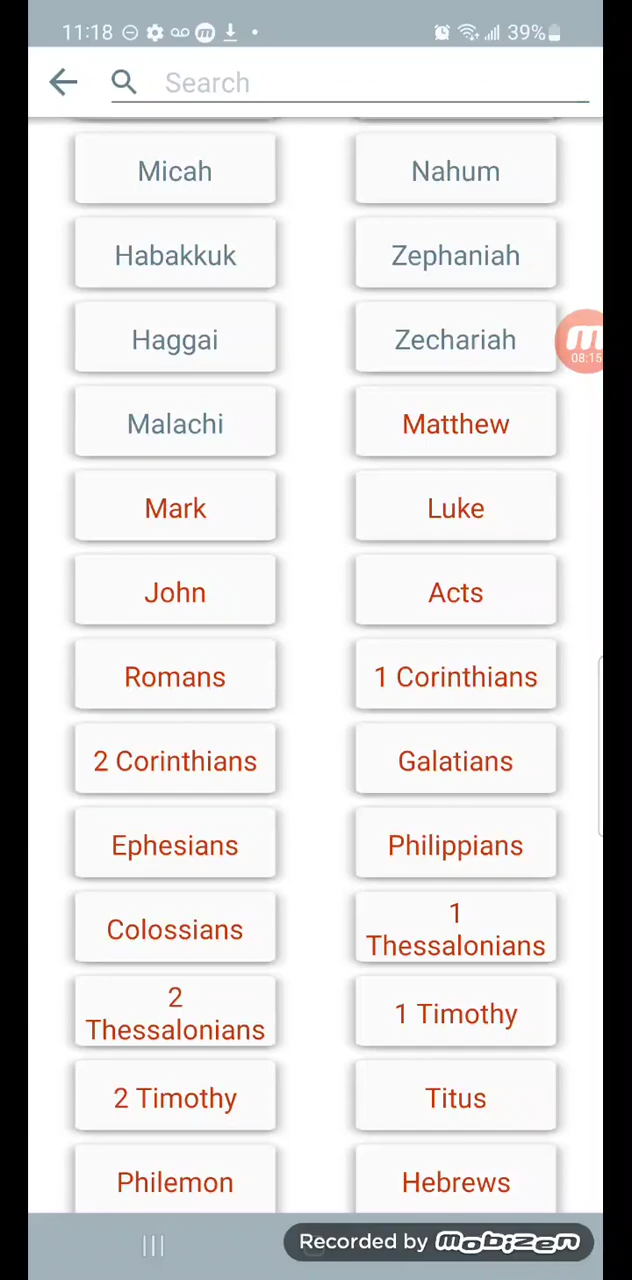 11:18 39%
Search
Micah Nahum
Habakkuk Zephaniah
Haggai Zechariah
08:15
Malachi Matthew
Mark Luke
John Acts
Romans 1 Corinthians
2 Corinthians Galatians
Ephesians Philippians
Colossians 1
Thessalonians
2
Thessalonians 1 Timothy
2 Timothy Titus
Philemon Hebrews
Recorded by mobizen